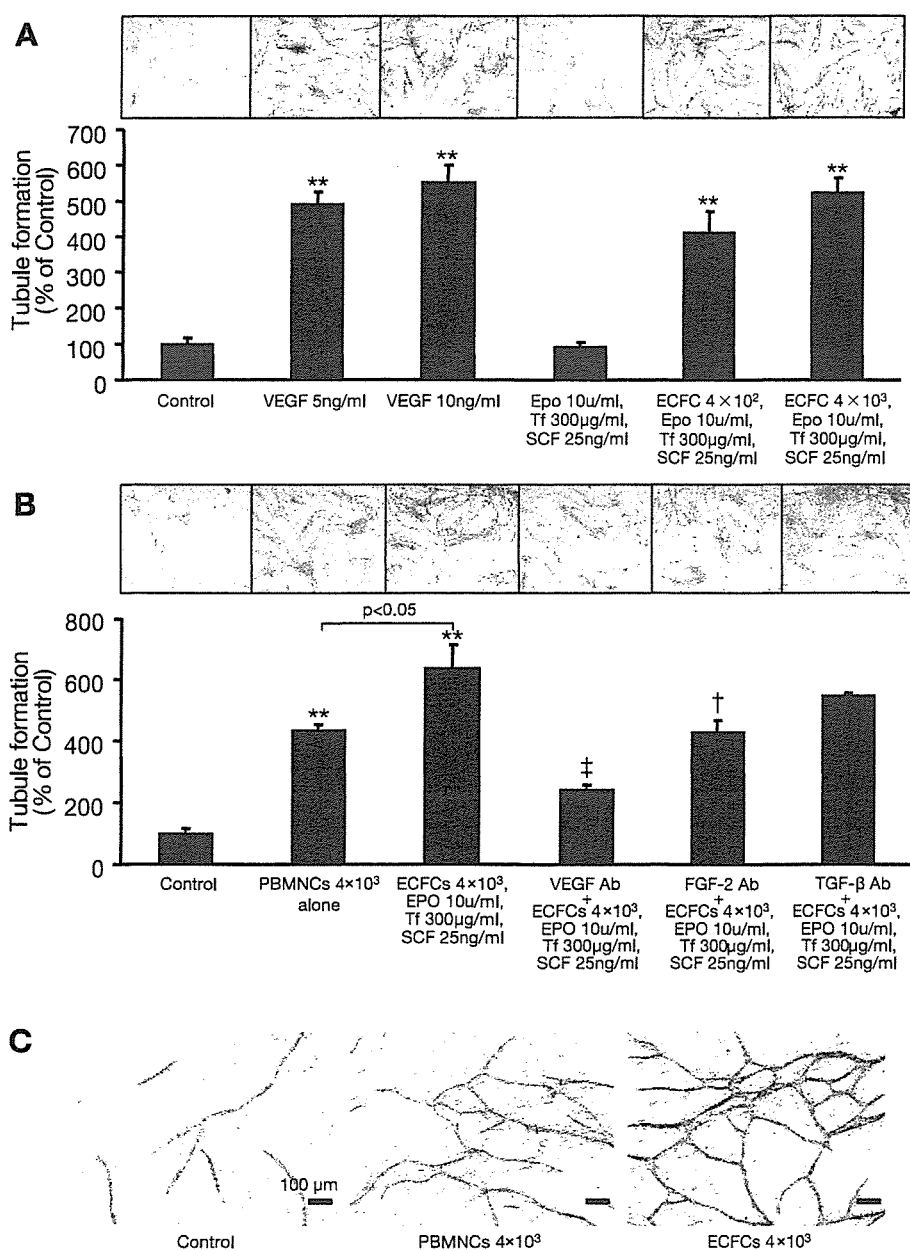 A
700
600
500
400
300
200
100
0
Tubule formation
(% of Control)
**
**
**
**
Control
VEGF 5ng/ml
VEGF 10ng/ml
Epo 10u/ml,
Tf 300μg/ml,
SCF 25ng/ml
ECFC 4×10²,
Epo 10u/ml,
Tf 300μg/ml,
SCF 25ng/ml
ECFC 4×10³,
Epo 10u/ml,
Tf 300μg/ml,
SCF 25ng/ml
B
800
600
400
200
0
Tubule formation
(% of Control)
p<0.05
**
**
‡
†
Control
PBMNCs 4×10³
alone
ECFCs 4×10³,
EPO 10u/ml,
Tf 300μg/ml,
SCF 25ng/ml
VEGF Ab
+
ECFCs 4×10³,
EPO 10u/ml,
Tf 300μg/ml,
SCF 25ng/ml
FGF-2 Ab
+
ECFCs 4×10³,
EPO 10u/ml,
Tf 300μg/ml,
SCF 25ng/ml
TGF-β Ab
+
ECFCs 4×10³,
EPO 10u/ml,
Tf 300μg/ml,
SCF 25ng/ml
C
100 μm
Control
PBMNCs 4×10³
ECFCs 4×10³